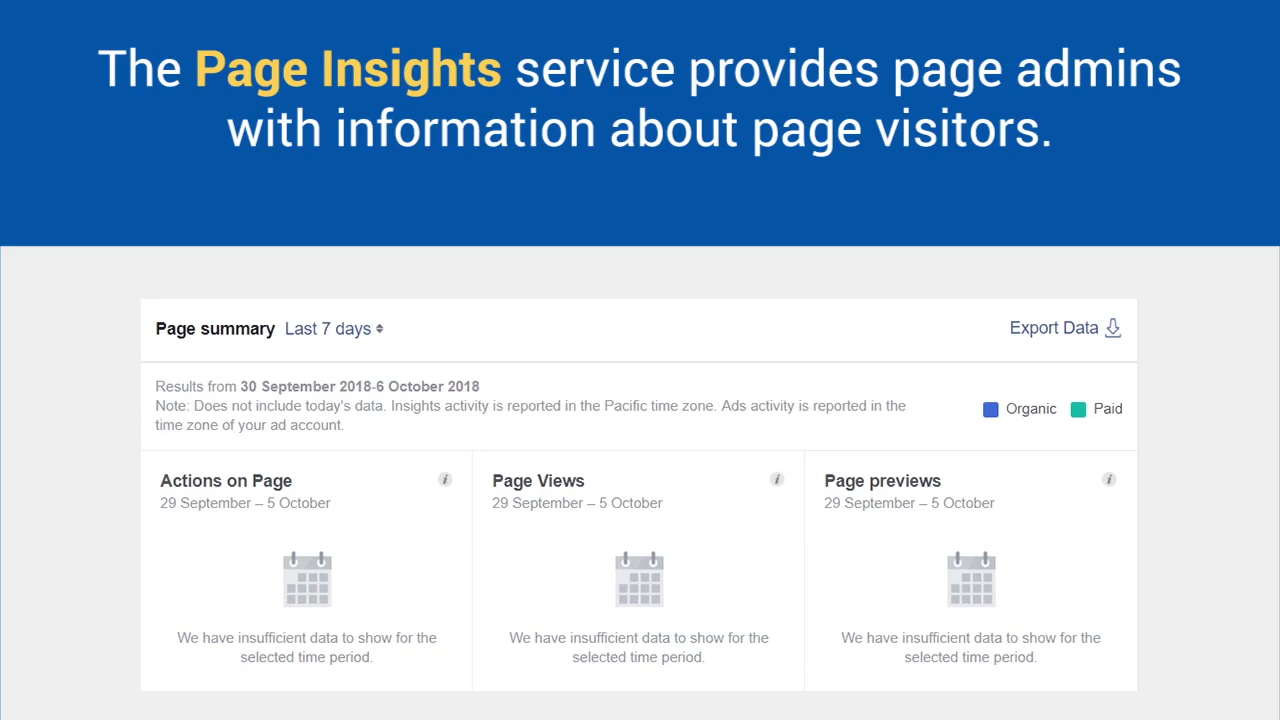 The Page Insights service provides page admins
with information about page visitors.
Page summary Last 7 days
Export Data
Results from 30 September 2018-6 October 2018
Note: Does not include today's data. Insights activity is reported in the Pacific time zone. Ads activity is reported in the
time zone of your ad account.
Organic Paid
Actions on Page
29 September – 5 October
We have insufficient data to show for the
selected time period.
Page Views
29 September – 5 October
We have insufficient data to show for the
selected time period.
Page previews
29 September – 5 October
We have insufficient data to show for the
selected time period.